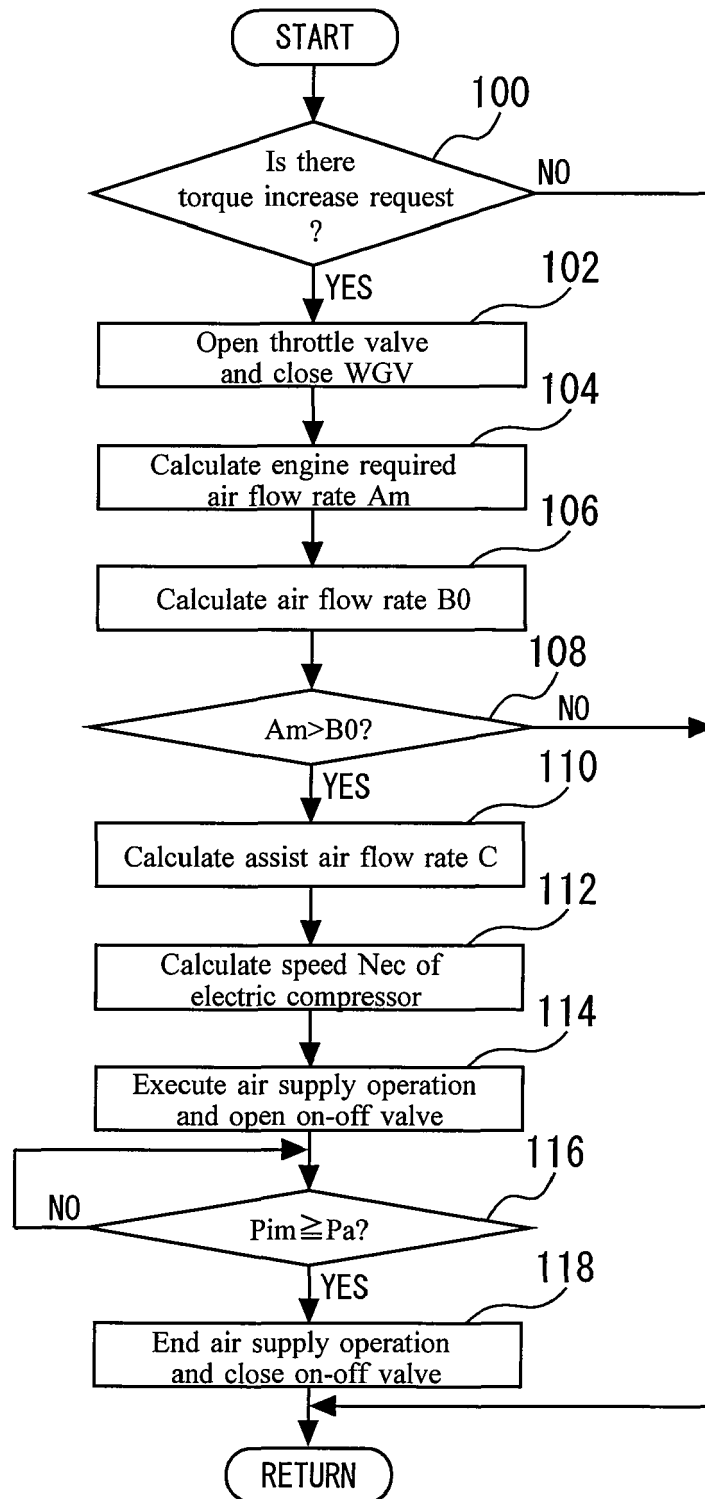 START
100
Is there
torque increase request
?
NO
YES
102
Open throttle valve
and close WGV
104
Calculate engine required
air flow rate Am
106
Calculate air flow rate B0
108
Am>B0?
NO
YES
110
Calculate assist air flow rate C
112
Calculate speed Nec of
electric compressor
114
Execute air supply operation
and open on-off valve
116
NO
Pim≧Pa?
YES
118
End air supply operation
and close on-off valve
RETURN